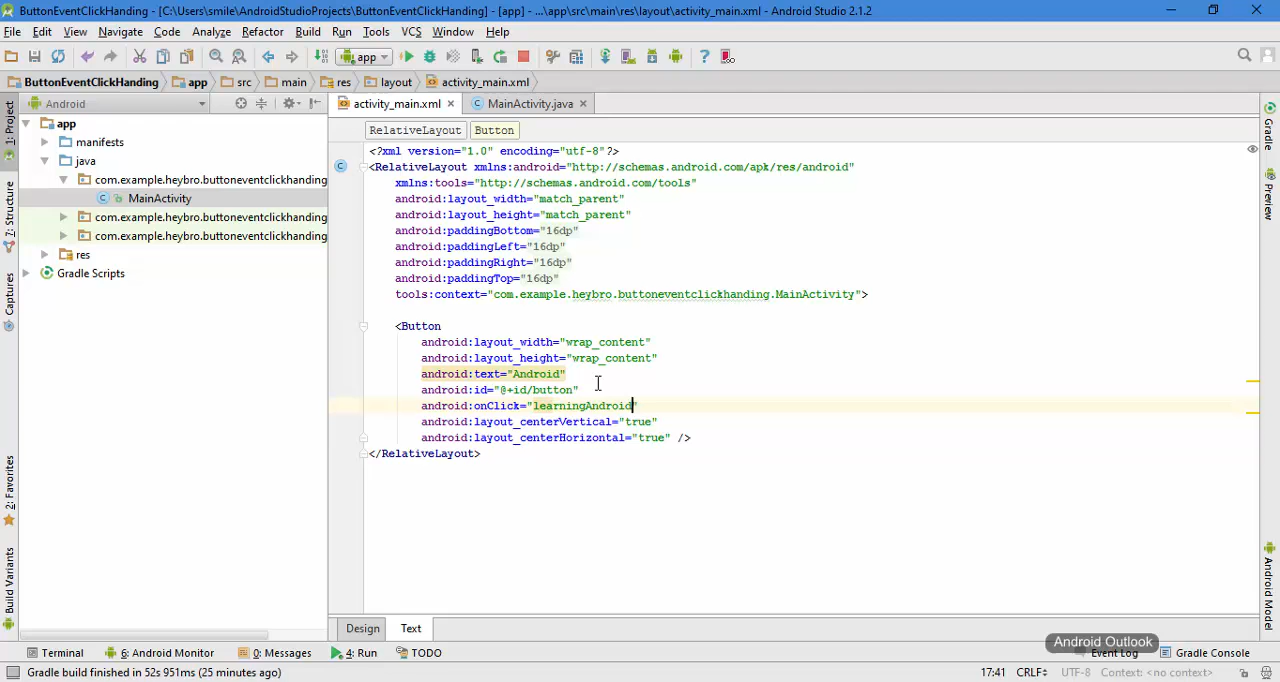 ButtonEventClickHanding - [C:\Users\smile\AndroidStudioProjects\ButtonEventClickHanding] - [app] - ...\app\src\main\res\layout\activity_main.xml - Android Studio 2.1.2
File Edit View Navigate Code Analyze Refactor Build Run Tools VCS Window Help
app
ButtonEventClickHanding app src main res layout activity_main.xml
Android
activity_main.xml MainActivity.java
1: Project
7: Structure
Captures
2: Favorites
Build Variants
app
manifests
java
com.example.heybro.buttoneventclickhanding
MainActivity
com.example.heybro.buttoneventclickhanding
com.example.heybro.buttoneventclickhanding
res
Gradle Scripts
RelativeLayout Button
<?xml version="1.0" encoding="utf-8"?>
<RelativeLayout xmlns:android="http://schemas.android.com/apk/res/android"
xmlns:tools="http://schemas.android.com/tools"
android:layout_width="match_parent"
android:layout_height="match_parent"
android:paddingBottom="16dp"
android:paddingLeft="16dp"
android:paddingRight="16dp"
android:paddingTop="16dp"
tools:context="com.example.heybro.buttoneventclickhanding.MainActivity">
<Button
android:layout_width="wrap_content"
android:layout_height="wrap_content"
android:text="Android"
android:id="@+id/button"
android:onClick="learningAndroid"
android:layout_centerVertical="true"
android:layout_centerHorizontal="true" />
</RelativeLayout>
Gradle
Preview
Android Model
Design Text
Android Outlook
Terminal 6: Android Monitor 0: Messages 4: Run TODO Event Log Gradle Console
Gradle build finished in 52s 951ms (25 minutes ago) 17:41 CRLF UTF-8 Context: <no context>